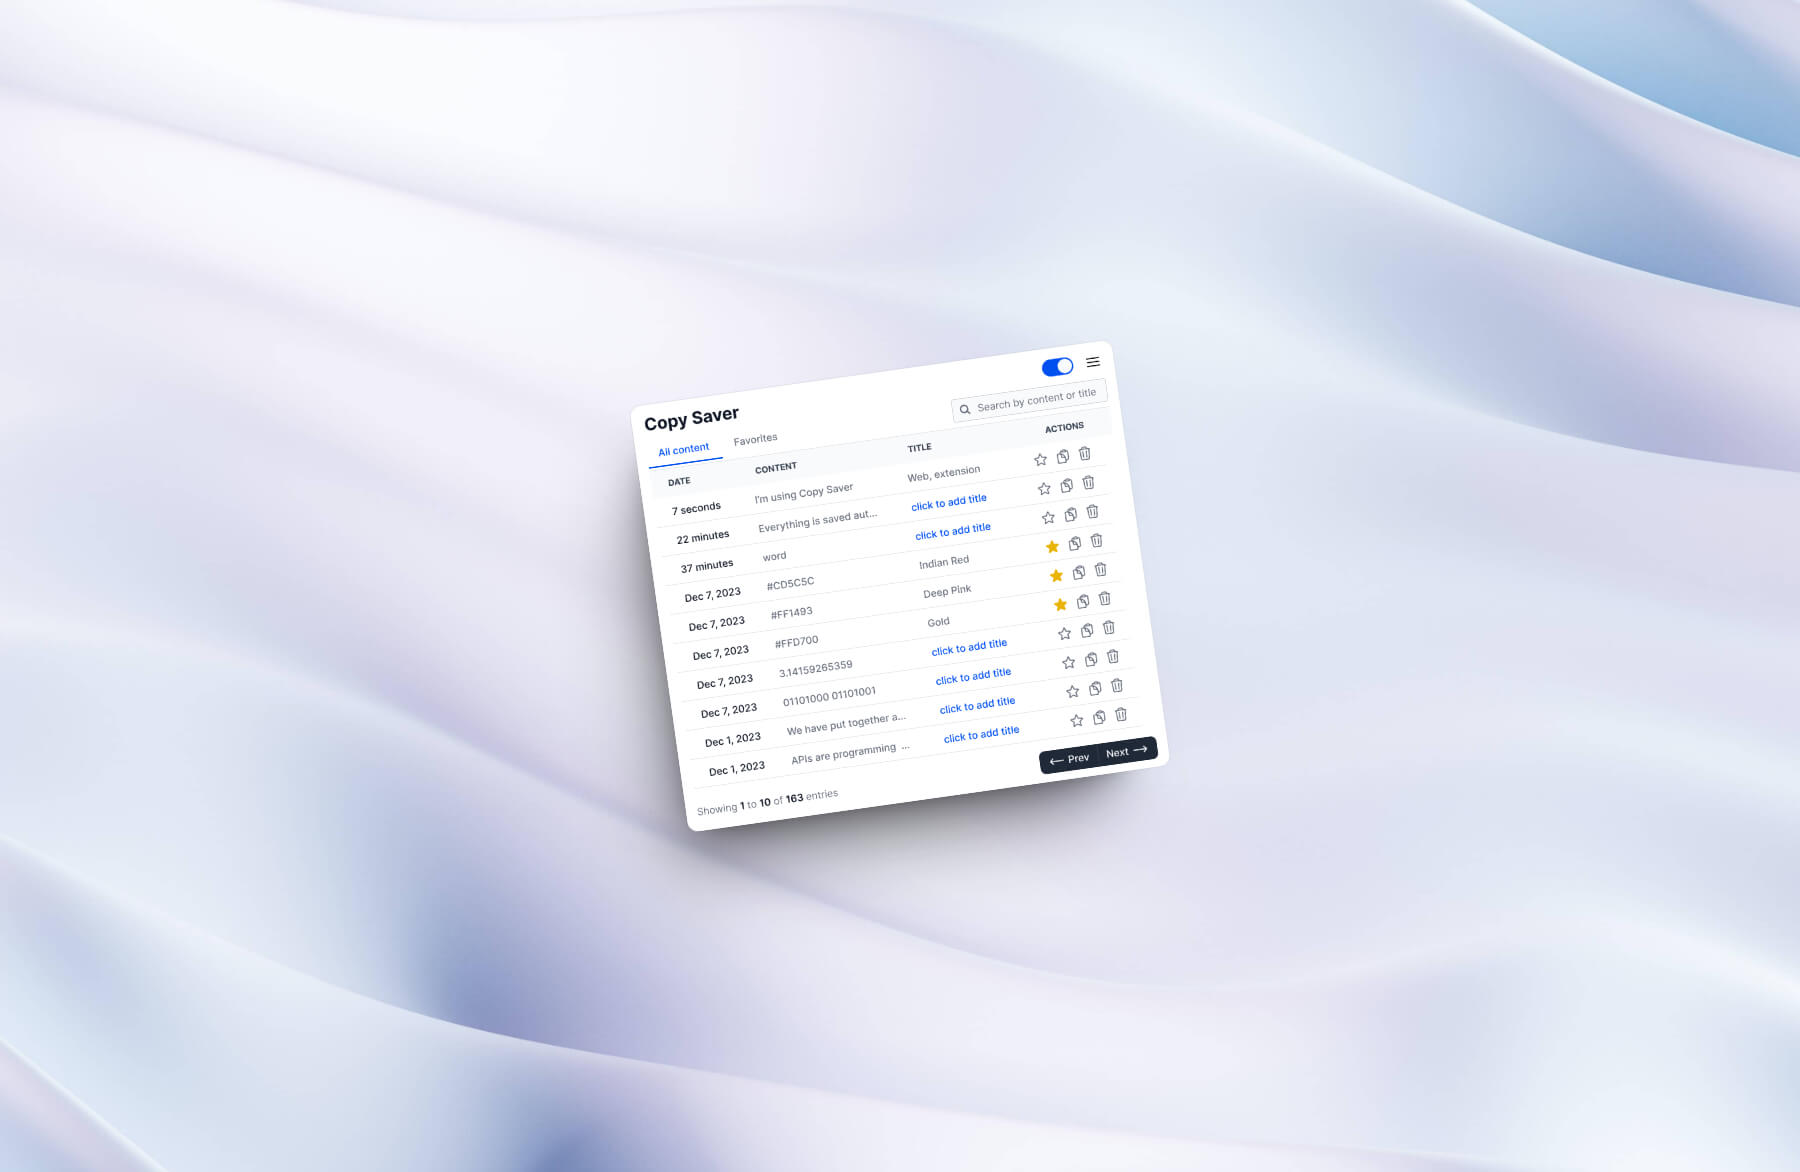 Copy Saver
Search by content or title
All content Favorites
DATE CONTENT TITLE ACTIONS
7 seconds I'm using Copy Saver Web, extension
22 minutes Everything is saved aut... click to add title
37 minutes word click to add title
Dec 7, 2023 #CD5C5C Indian Red
Dec 7, 2023 #FF1493 Deep Pink
Dec 7, 2023 #FFD700 Gold
Dec 7, 2023 3.14159265359 click to add title
Dec 7, 2023 01101000 01101001 click to add title
Dec 1, 2023 We have put together a... click to add title
Dec 1, 2023 APIs are programming ... click to add title
Showing 1 to 10 of 163 entries
← Prev Next →